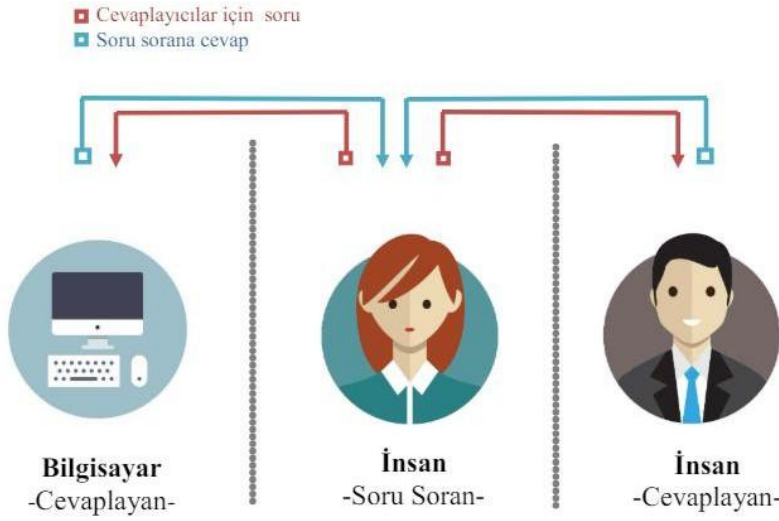 Cevaplayıcılar için soru
Soru sorana cevap
Bilgisayar
-Cevaplayan-
İnsan
-Soru Soran-
İnsan
-Cevaplayan-